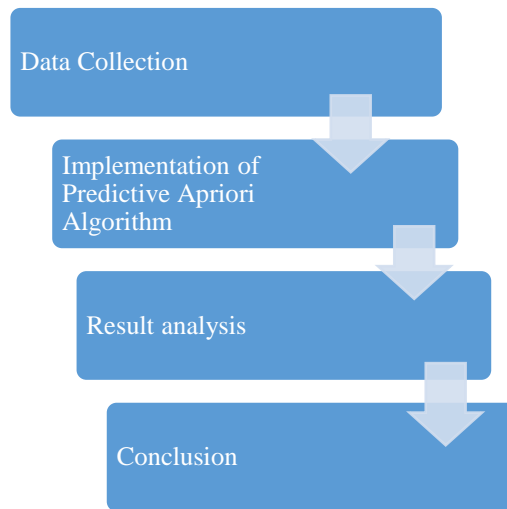 Data Collection
Implementation of
Predictive Apriori
Algorithm
Result analysis
Conclusion